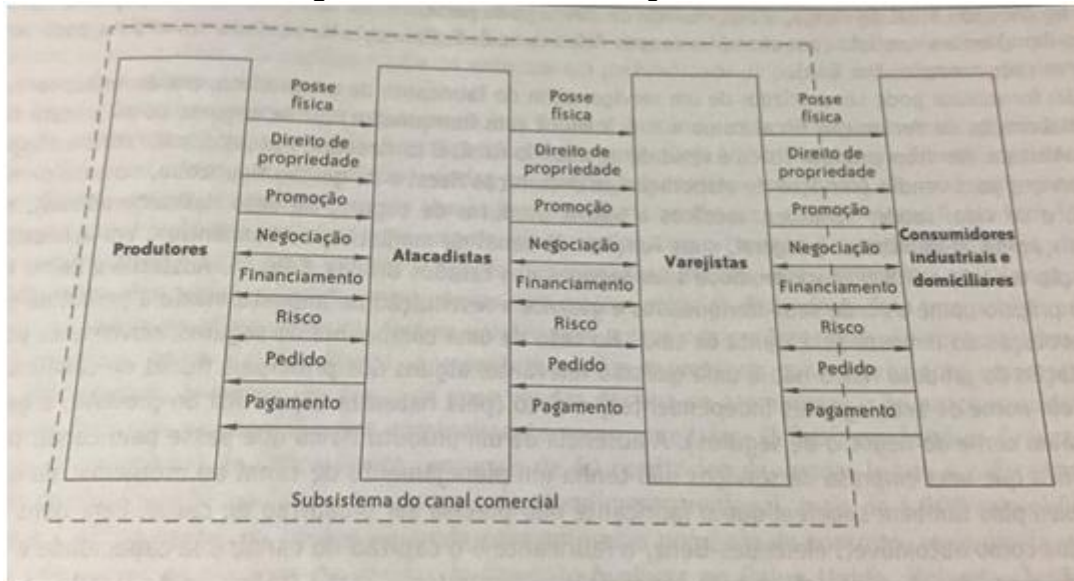 Produtores
Posse
física
Direito de
propriedade
Promoção
Negociação
Financiamento
Risco
Pedido
Pagamento
Atacadistas
Posse
física
Direito de
propriedade
Promoção
Negociação
Financiamento
Risco
Pedido
Pagamento
Varejistas
Posse
física
Direito de
propriedade
Promoção
Negociação
Financiamento
Risco
Pedido
Pagamento
Consumidores
industriais e
domiciliares
Subsistema do canal comercial